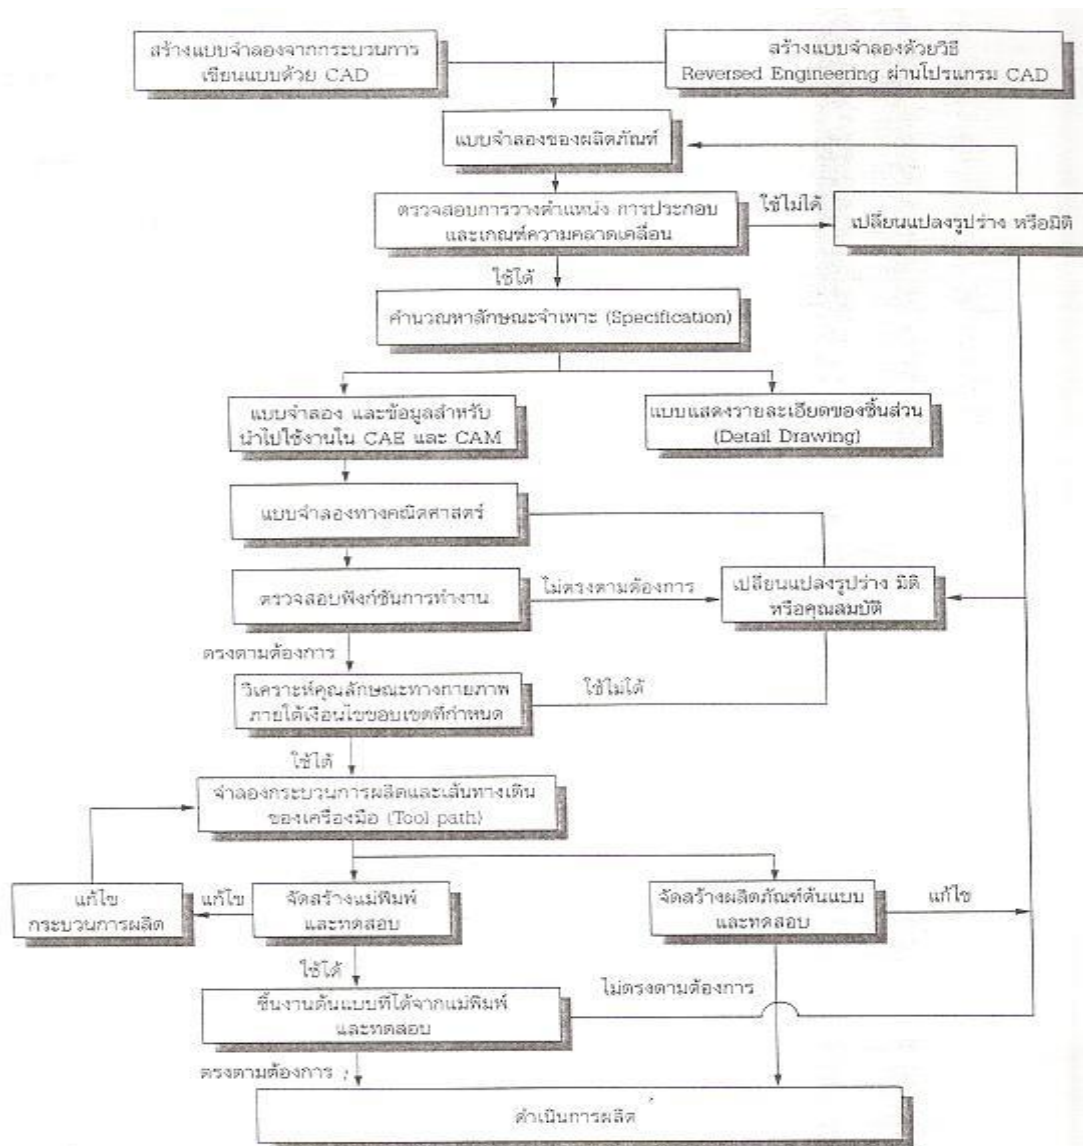 สร้างแบบจำลองจากกระบวนการ
เขียนแบบด้วย CAD
สร้างแบบจำลองด้วยวิธี
Reversed Engineering ผ่านโปรแกรม CAD
แบบจำลองของผลิตภัณฑ์
ตรวจสอบการวางตำแหน่ง การประกอบ
และเกณฑ์ความคลาดเคลื่อน
ใช้ไม่ได้
เปลี่ยนแปลงรูปร่าง หรือมิติ
ใช้ได้
คำนวณหาลักษณะจำเพาะ (Specification)
แบบจำลอง และข้อมูลสำหรับ
นำไปใช้งานใน CAE และ CAM
แบบแสดงรายละเอียดของชิ้นส่วน
(Detail Drawing)
แบบจำลองทางคณิตศาสตร์
ตรวจสอบฟังก์ชันการทำงาน
ไม่ตรงตามต้องการ
เปลี่ยนแปลงรูปร่าง มิติ
หรือคุณสมบัติ
ตรงตามต้องการ
วิเคราะห์คุณลักษณะทางกายภาพ
ภายใต้เงื่อนไขขอบเขตที่กำหนด
ใช้ไม่ได้
ใช้ได้
จำลองกระบวนการผลิตและเส้นทางเดิน
ของเครื่องมือ (Tool path)
แก้ไข
กระบวนการผลิต
แก้ไข
จัดสร้างแม่พิมพ์
และทดสอบ
จัดสร้างผลิตภัณฑ์ต้นแบบ
และทดสอบ
แก้ไข
ใช้ได้
ชิ้นงานต้นแบบที่ได้จากแม่พิมพ์
และทดสอบ
ไม่ตรงตามต้องการ
ตรงตามต้องการ
ดำเนินการผลิต